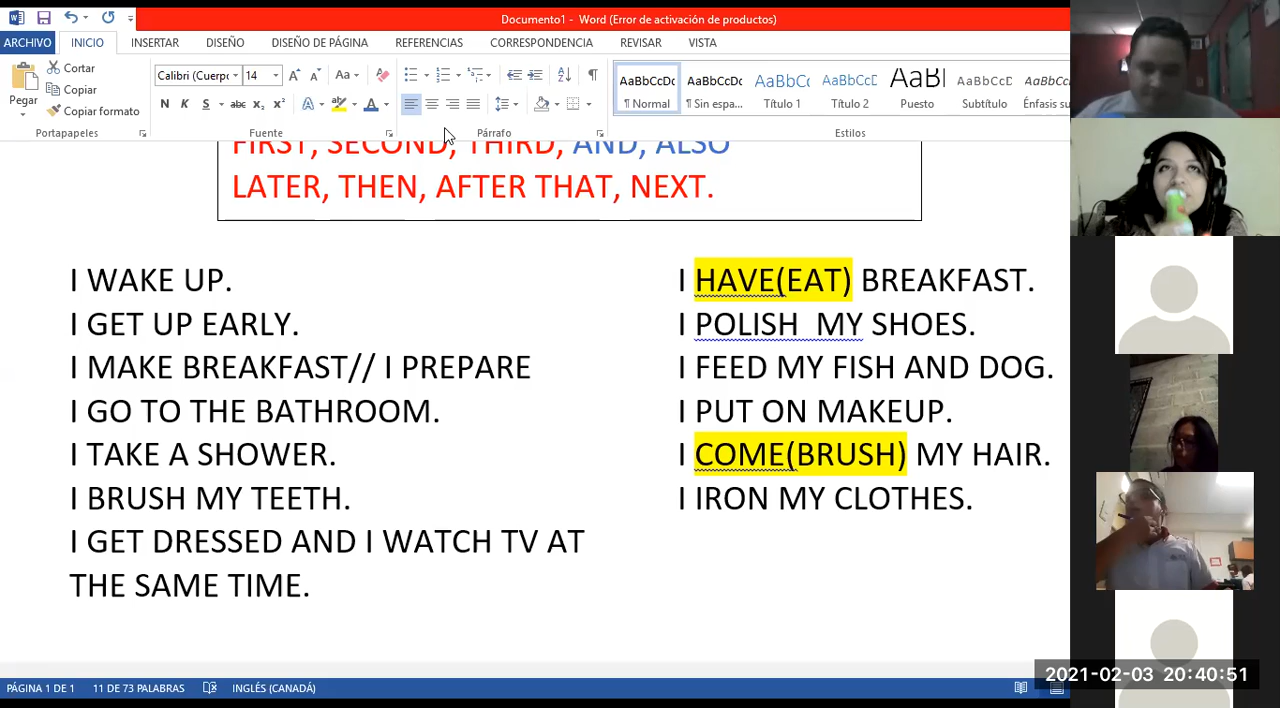 Documento1 - Word (Error de activación de productos)
ARCHIVO INICIO INSERTAR DISEÑO DISEÑO DE PÁGINA REFERENCIAS CORRESPONDENCIA REVISAR VISTA
Pegar
Cortar
Copiar
Copiar formato
Portapapeles
Calibri (Cuerpo 14
N K S abc x₂ x²
Fuente
Párrafo
AaBbCcDc AaBbCcDc AaBbCc AaBbCcD AaBl AaBbCcD AaBbCcDc
¶ Normal ¶ Sin espa... Título 1 Título 2 Puesto Subtítulo Énfasis su
Estilos
FIRST, SECOND, THIRD, AND, ALSO
LATER, THEN, AFTER THAT, NEXT.
I WAKE UP.
I GET UP EARLY.
I MAKE BREAKFAST// I PREPARE
I GO TO THE BATHROOM.
I TAKE A SHOWER.
I BRUSH MY TEETH.
I GET DRESSED AND I WATCH TV AT
THE SAME TIME.
I HAVE(EAT) BREAKFAST.
I POLISH  MY SHOES.
I FEED MY FISH AND DOG.
I PUT ON MAKEUP.
I COME(BRUSH) MY HAIR.
I IRON MY CLOTHES.
PÁGINA 1 DE 1 11 DE 73 PALABRAS INGLÉS (CANADÁ)
2021-02-03 20:40:51